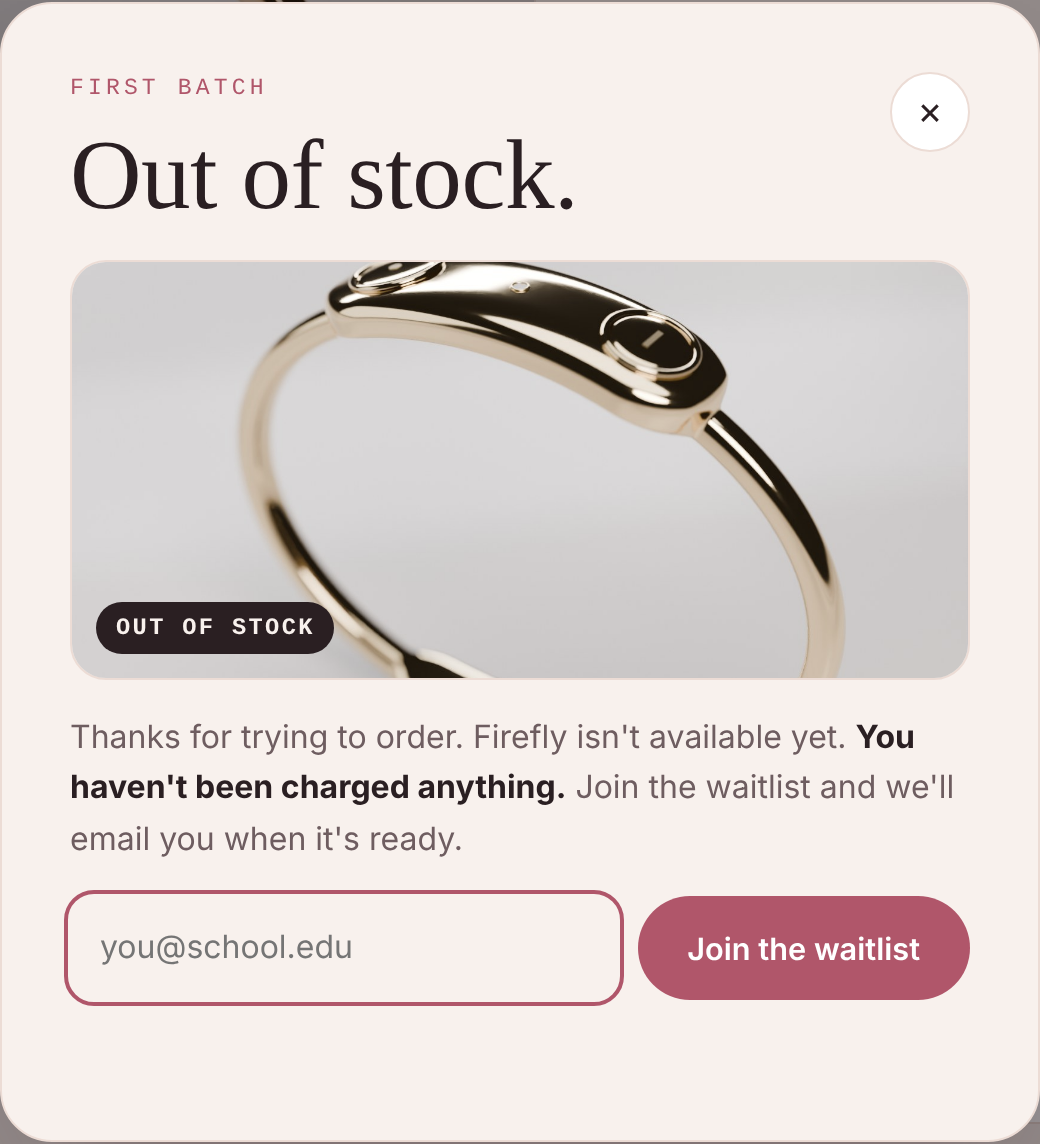 FIRST BATCH
Out of stock.
OUT OF STOCK
Thanks for trying to order. Firefly isn't available yet. You
haven't been charged anything. Join the waitlist and we'll
email you when it's ready.
you@school.edu
Join the waitlist